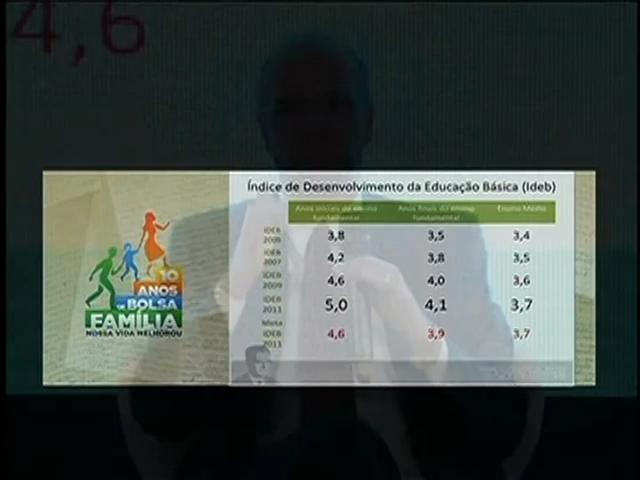 4,6
Índice de Desenvolvimento da Educação Básica (Ideb)
Anos iniciais do ensino fundamental Anos finais do ensino fundamental Ensino Médio
IDEB 2005 3,8 3,5 3,4
IDEB 2007 4,2 3,8 3,5
IDEB 2009 4,6 4,0 3,6
IDEB 2011 5,0 4,1 3,7
Meta IDEB 2011 4,6 3,9 3,7
10
ANOS
DE BOLSA
FAMÍLIA
NOSSA VIDA MELHOROU